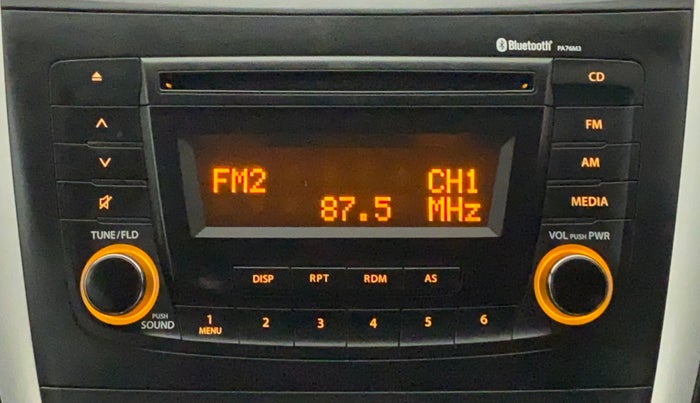 Bluetooth PA76M3
CD
FM
AM
MEDIA
FM2 CH1
87.5 MHz
TUNE/FLD
VOL PUSH PWR
DISP RPT RDM AS
PUSH
SOUND
1 2 3 4 5 6
MENU